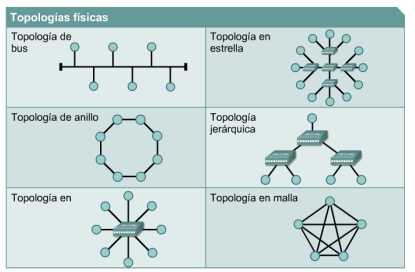 Topologías físicas
Topología de
bus
Topología en
estrella
Topología de anillo
Topología
jerárquica
Topología en
Topología en malla